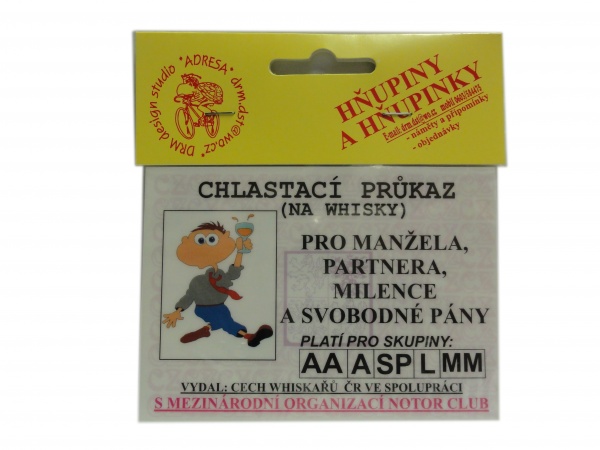 DRM.design studio *ADRESA* drm.dst@wo.cz*
HŇUPINY
A HŇUPINKY
- náměty a připomínky
- objednávky
CHLASTACÍ PRŮKAZ
(NA WHISKY)
PRO MANŽELA,
PARTNERA,
MILENCE
A SVOBODNÉ PÁNY
PLATÍ PRO SKUPINY:
AA A SP L MM
VYDAL: CECH WHISKAŘŮ ČR VE SPOLUPRÁCI
S MEZINÁRODNÍ ORGANIZACÍ NOTOR CLUB